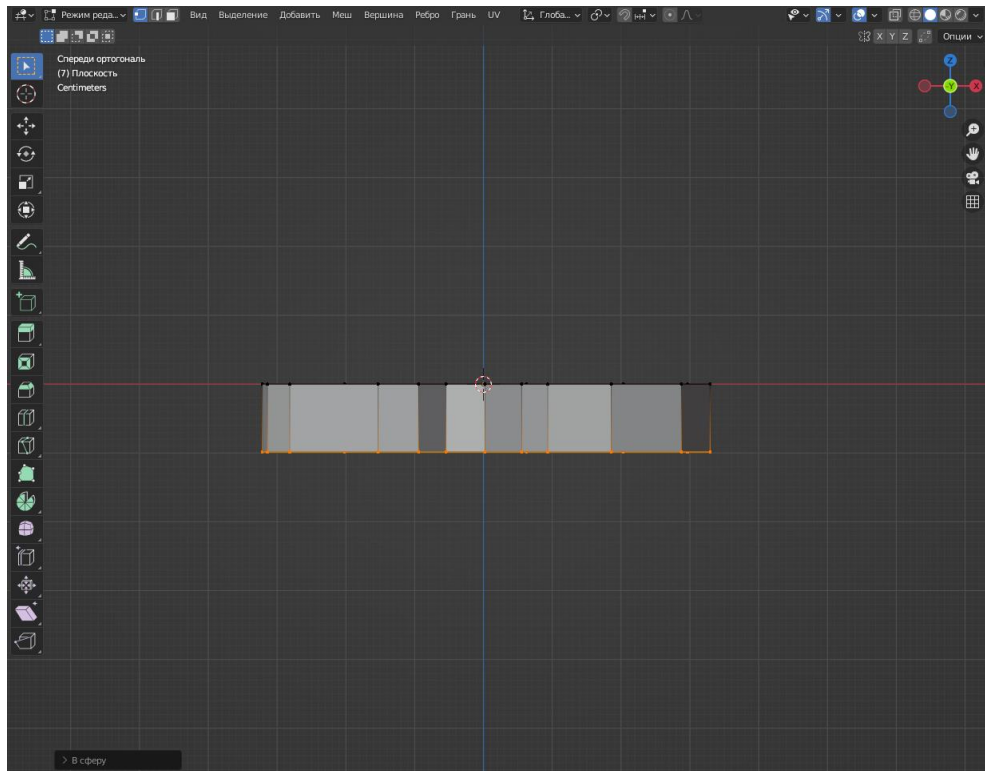 Режим реда.. Вид Выделение Добавить Меш Вершина Ребро Грань UV Глоба..
X Y Z Опции
Спереди ортогональ
(7) Плоскость
Centimeters
Z
Y X
> В сферу